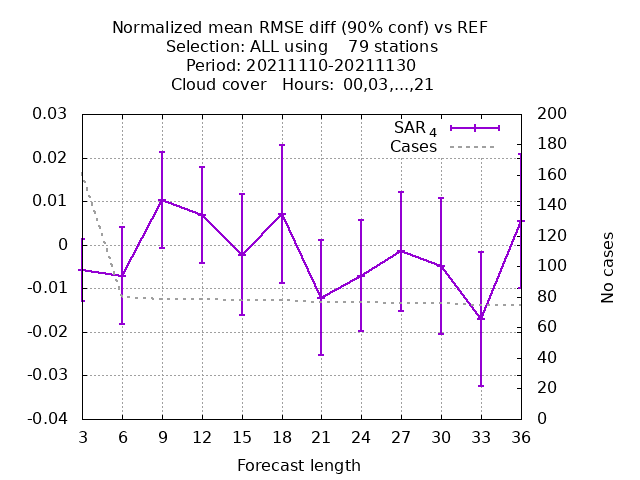 Normalized mean RMSE diff (90% conf) vs REF
Selection: ALL using    79 stations
Period: 20211110-20211130
Cloud cover   Hours:  00,03,...,21
SAR 4
Cases
0.03
0.02
0.01
0
-0.01
-0.02
-0.03
-0.04
200
180
160
140
120
100
80
60
40
20
0
No cases
3 6 9 12 15 18 21 24 27 30 33 36
Forecast length